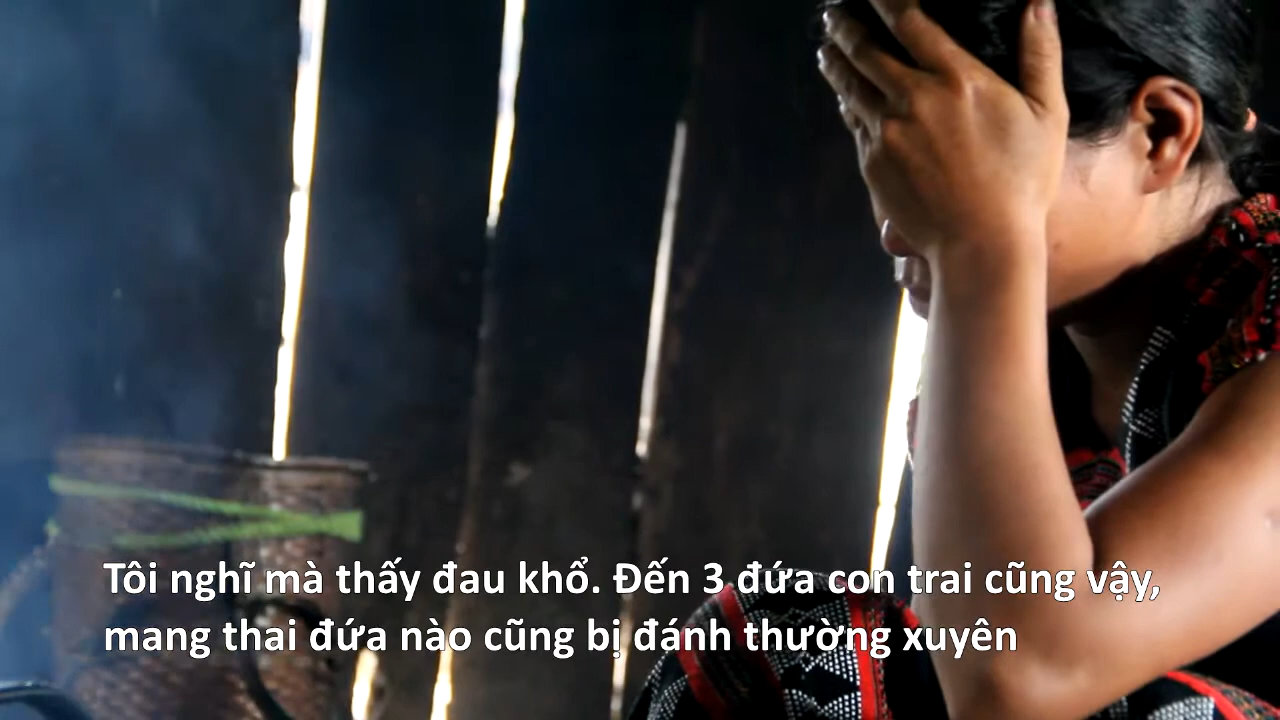 Tôi nghĩ mà thấy đau khổ. Đến 3 đứa con trai cũng vậy,
mang thai đứa nào cũng bị đánh thường xuyên